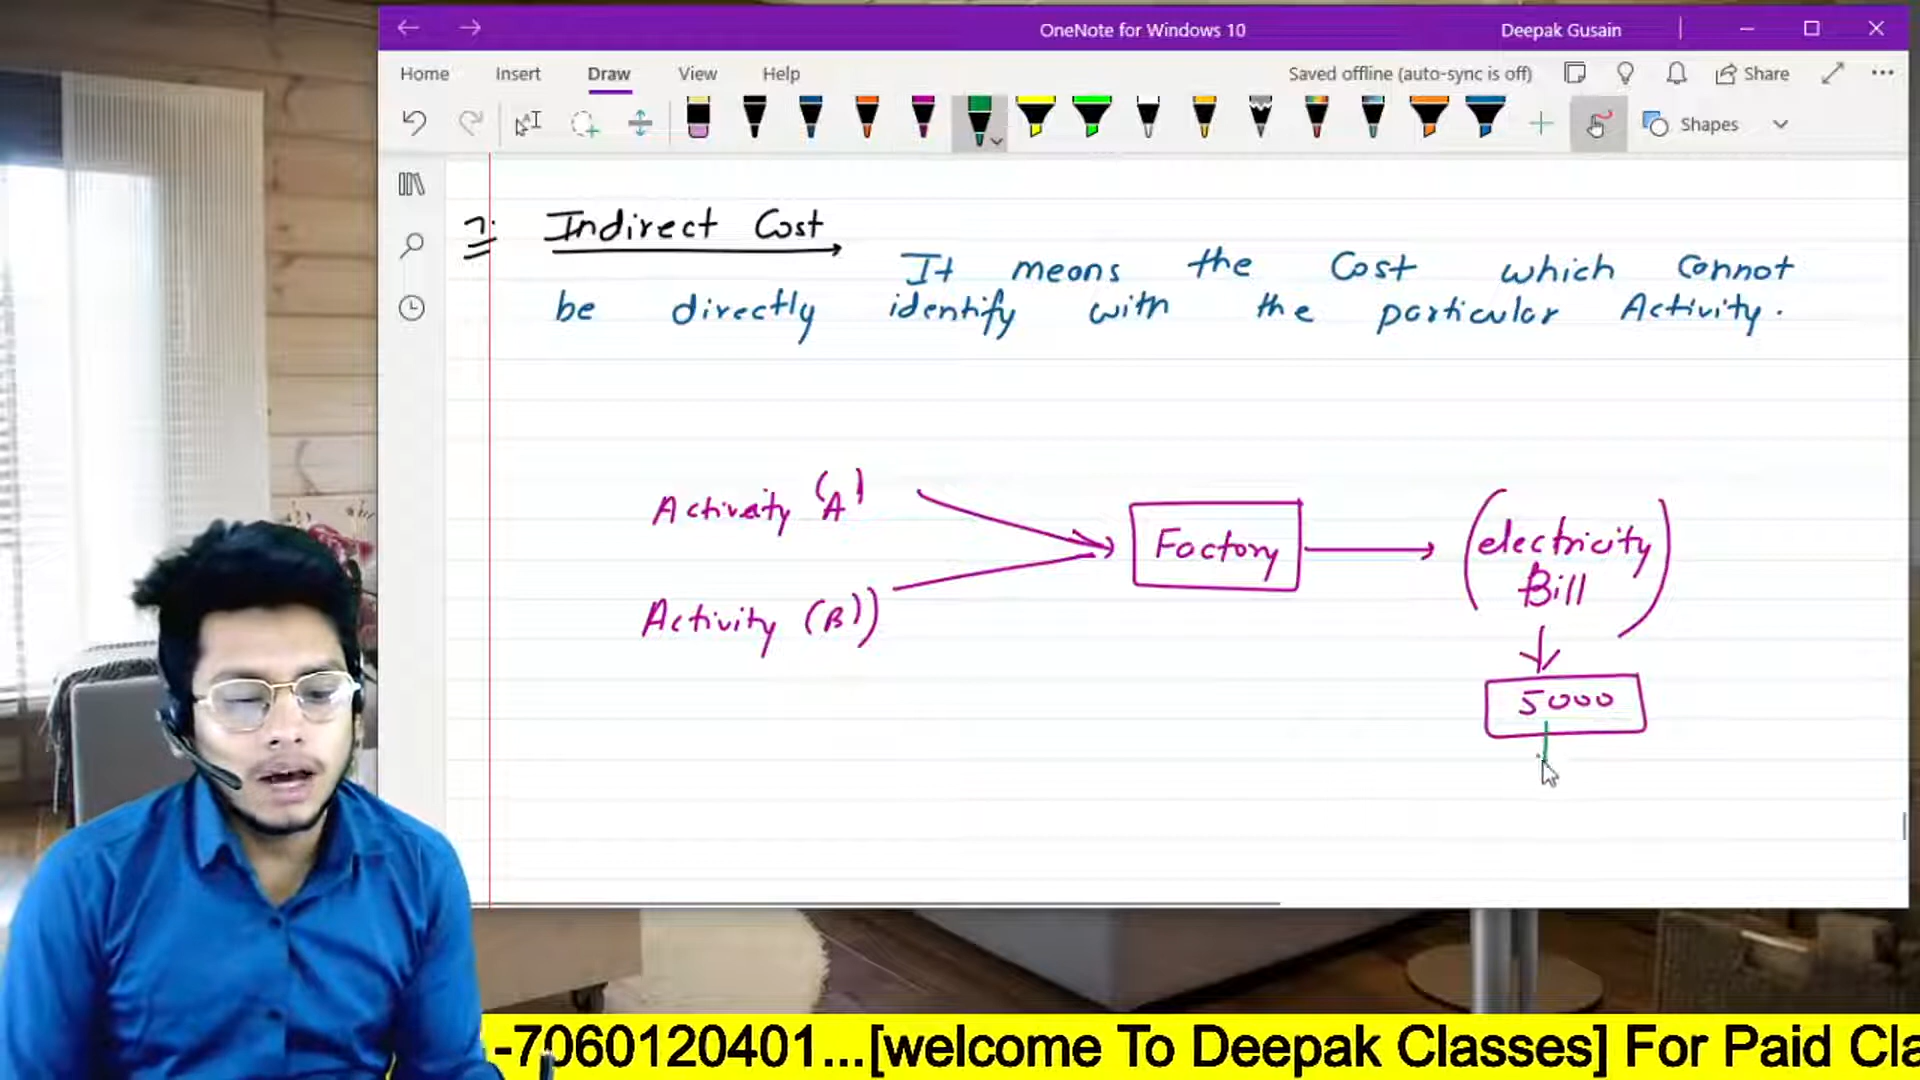 OneNote for Windows 10
Deepak Gusain
Home Insert Draw View Help
Saved offline (auto-sync is off)
Share
Shapes
7. Indirect Cost
It means the Cost which Cannot
be directly identify with the particular Activity.
Activity (A)
Factory
electricity
Bill
Activity (B))
5000
-7060120401...[welcome To Deepak Classes] For Paid Cla